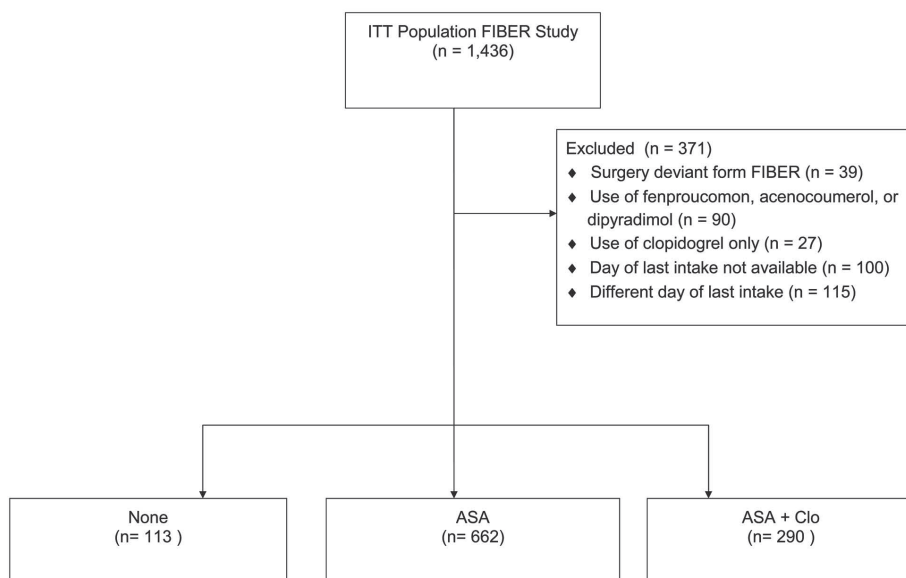 ITT Population FIBER Study
(n = 1,436)
Excluded  (n = 371)
♦ Surgery deviant form FIBER (n = 39)
♦ Use of fenproucomon, acenocoumerol, or
dipyradimol (n = 90)
♦ Use of clopidogrel only (n = 27)
♦ Day of last intake not available (n = 100)
♦ Different day of last intake (n = 115)
None
(n= 113 )
ASA
(n= 662)
ASA + Clo
(n= 290 )